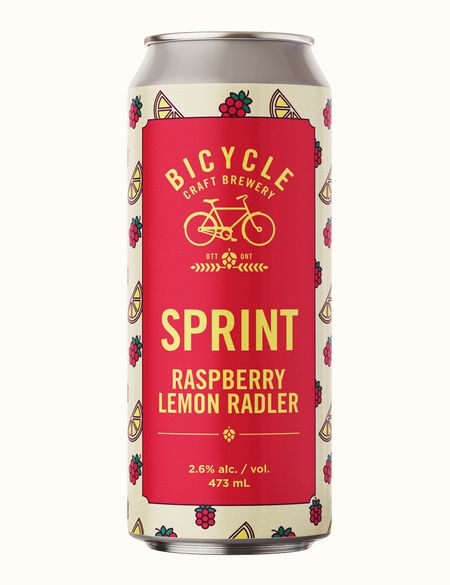 BICYCLE
CRAFT BREWERY
OTT ONT
SPRINT
RASPBERRY
LEMON RADLER
2.6% alc. / vol.
473 mL